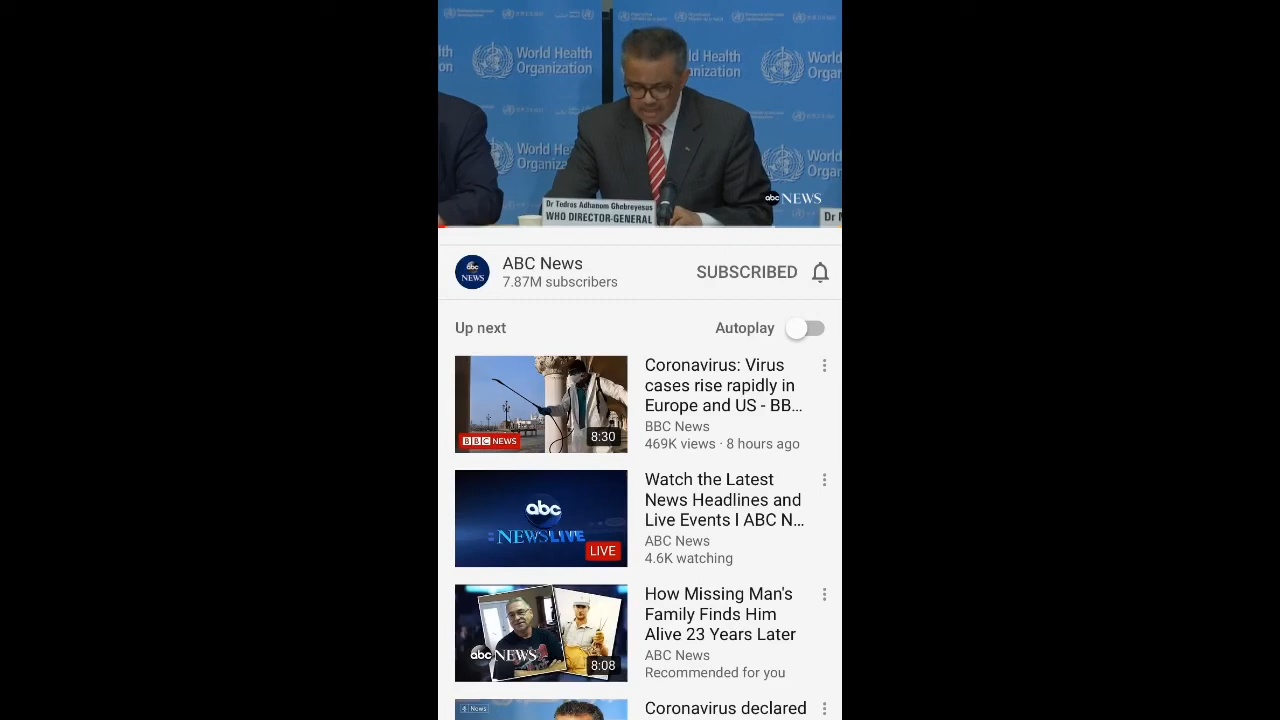 World Health
Organization
World Health
Organization
World
Organ
Dr Tedros Adhanom Ghebreyesus
WHO DIRECTOR-GENERAL
abc NEWS
Dr
ABC News
7.87M subscribers
SUBSCRIBED
Up next
Autoplay
Coronavirus: Virus
cases rise rapidly in
Europe and US - BB...
BBC News
469K views · 8 hours ago
BBC NEWS
8:30
Watch the Latest
News Headlines and
Live Events l ABC N...
ABC News
4.6K watching
abc
NEWS LIVE
LIVE
How Missing Man's
Family Finds Him
Alive 23 Years Later
ABC News
Recommended for you
abc NEWS
8:08
News
Coronavirus declared